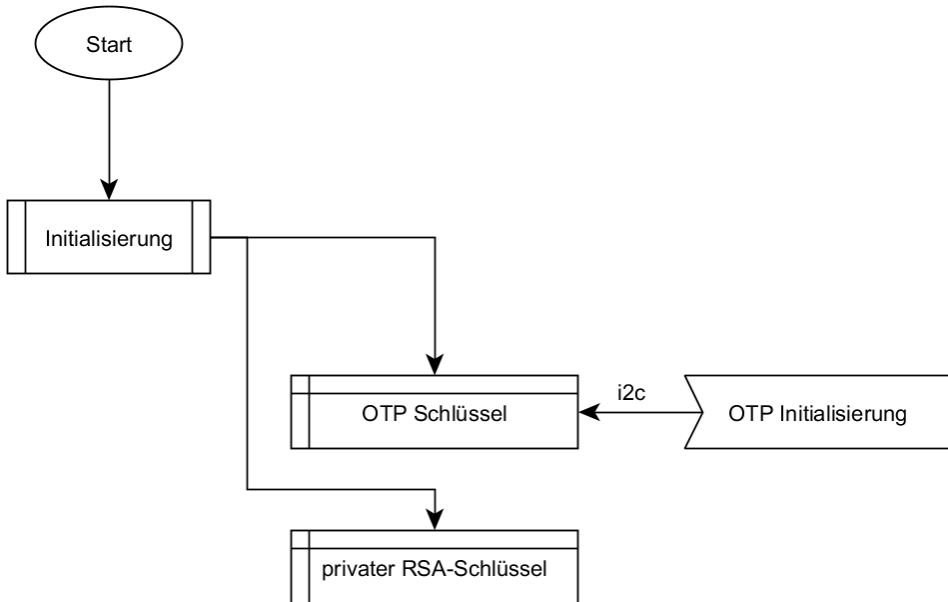 Start
Initialisierung
i2c
OTP Schlüssel
OTP Initialisierung
privater RSA-Schlüssel